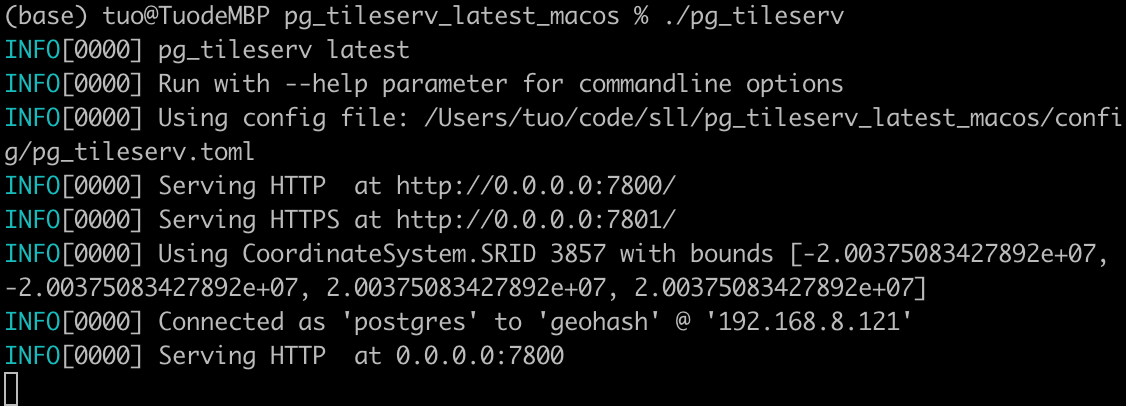 (base) tuo@TuodeMBP pg_tileserv_latest_macos % ./pg_tileserv
INFO[0000] pg_tileserv latest
INFO[0000] Run with --help parameter for commandline options
INFO[0000] Using config file: /Users/tuo/code/sll/pg_tileserv_latest_macos/confi
g/pg_tileserv.toml
INFO[0000] Serving HTTP  at http://0.0.0.0:7800/
INFO[0000] Serving HTTPS at http://0.0.0.0:7801/
INFO[0000] Using CoordinateSystem.SRID 3857 with bounds [-2.00375083427892e+07,
-2.00375083427892e+07, 2.00375083427892e+07, 2.00375083427892e+07]
INFO[0000] Connected as 'postgres' to 'geohash' @ '192.168.8.121'
INFO[0000] Serving HTTP  at 0.0.0.0:7800